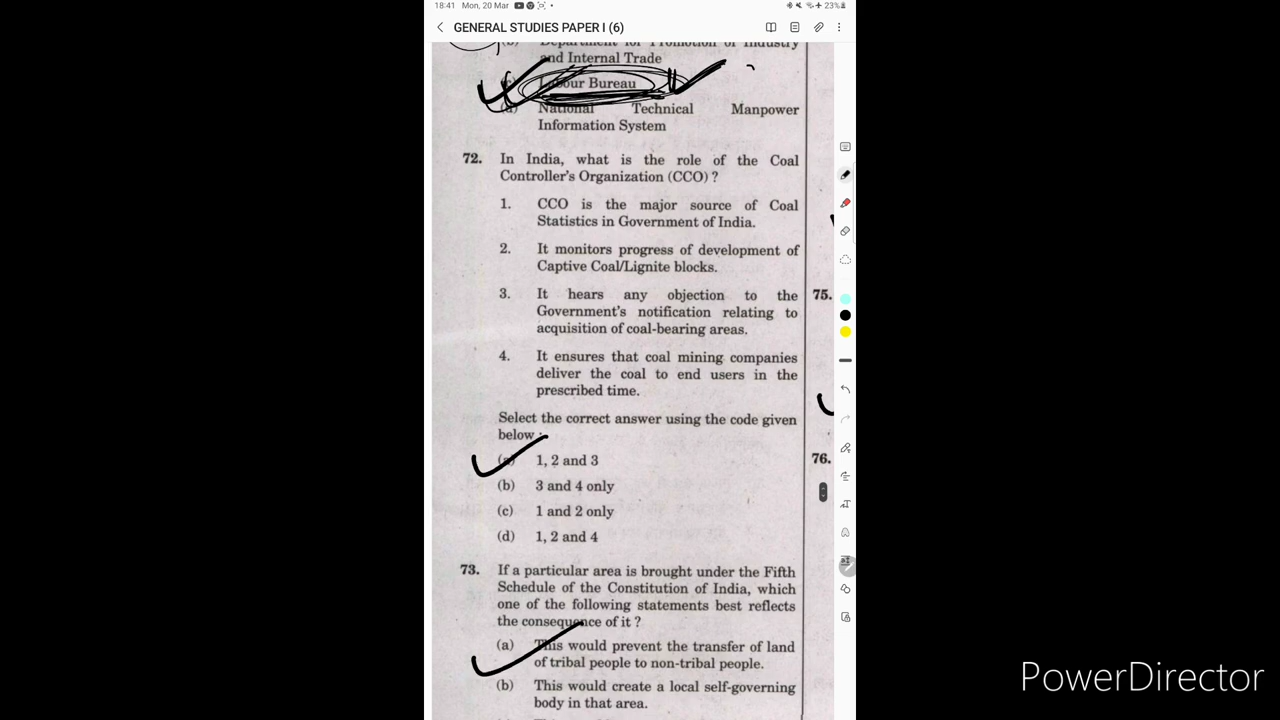 18:41 Mon, 20 Mar
23%
GENERAL STUDIES PAPER I (6)
(b) Department for Promotion of Industry
and Internal Trade
Labour Bureau
(d) National Technical Manpower
Information System
72. In India, what is the role of the Coal
Controller's Organization (CCO) ?
1. CCO is the major source of Coal
Statistics in Government of India.
2. It monitors progress of development of
Captive Coal/Lignite blocks.
3. It hears any objection to the
Government's notification relating to
acquisition of coal-bearing areas.
4. It ensures that coal mining companies
deliver the coal to end users in the
prescribed time.
Select the correct answer using the code given
below :
(a) 1, 2 and 3
(b) 3 and 4 only
(c) 1 and 2 only
(d) 1, 2 and 4
73. If a particular area is brought under the Fifth
Schedule of the Constitution of India, which
one of the following statements best reflects
the consequence of it ?
(a) This would prevent the transfer of land
of tribal people to non-tribal people.
(b) This would create a local self-governing
body in that area.
75.
76.
PowerDirector